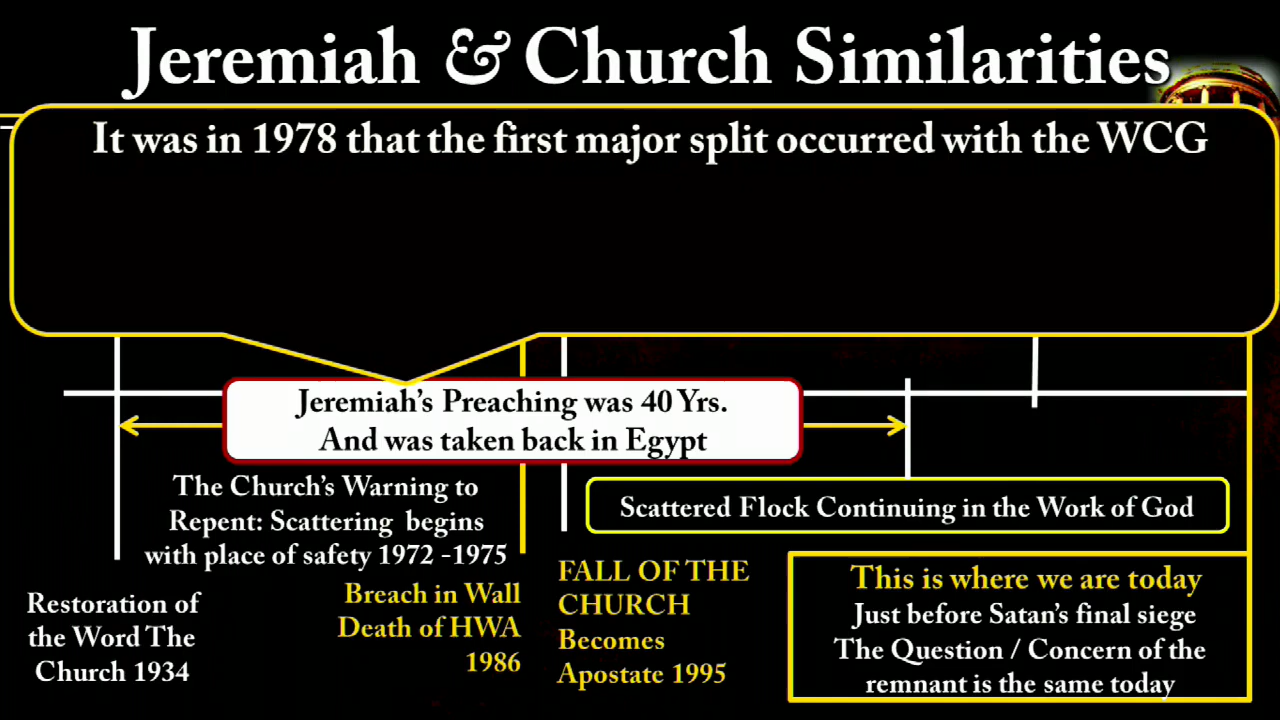 Jeremiah & Church Similarities
It was in 1978 that the first major split occurred with the WCG
Jeremiah's Preaching was 40 Yrs.
And was taken back in Egypt
The Church's Warning to
Repent: Scattering begins
with place of safety 1972 -1975
Scattered Flock Continuing in the Work of God
Restoration of
the Word The
Church 1934
Breach in Wall
Death of HWA
1986
FALL OF THE
CHURCH
Becomes
Apostate 1995
This is where we are today
Just before Satan's final siege
The Question / Concern of the
remnant is the same today